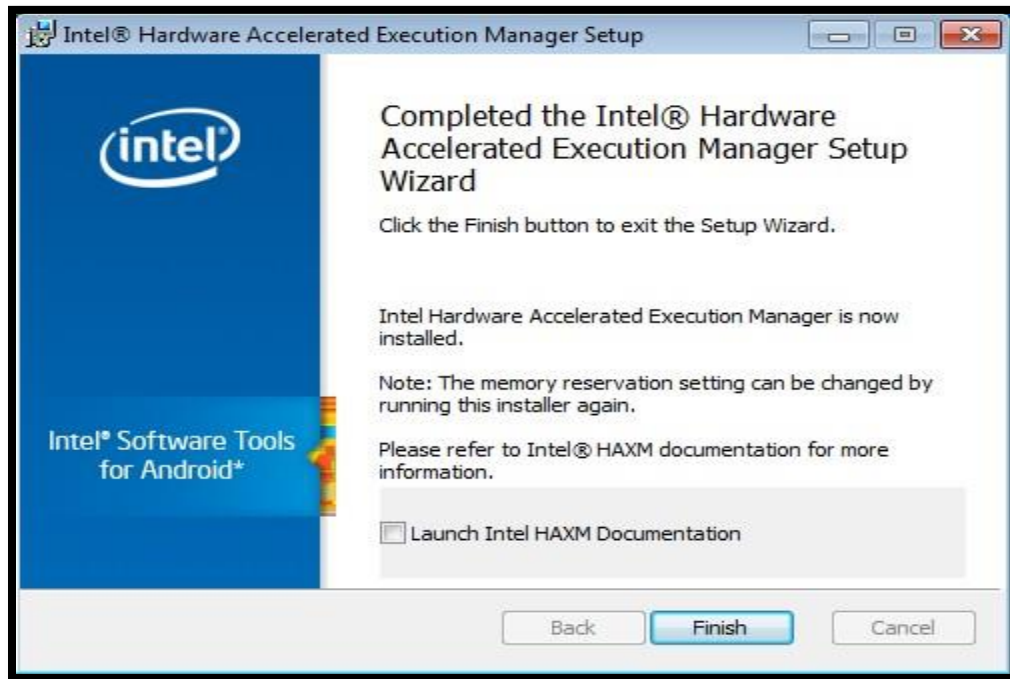 Intel® Hardware Accelerated Execution Manager Setup
intel
Completed the Intel® Hardware
Accelerated Execution Manager Setup
Wizard
Click the Finish button to exit the Setup Wizard.
Intel Hardware Accelerated Execution Manager is now
installed.
Note: The memory reservation setting can be changed by
running this installer again.
Intel® Software Tools
for Android*
Please refer to Intel® HAXM documentation for more
information.
Launch Intel HAXM Documentation
Back Finish Cancel